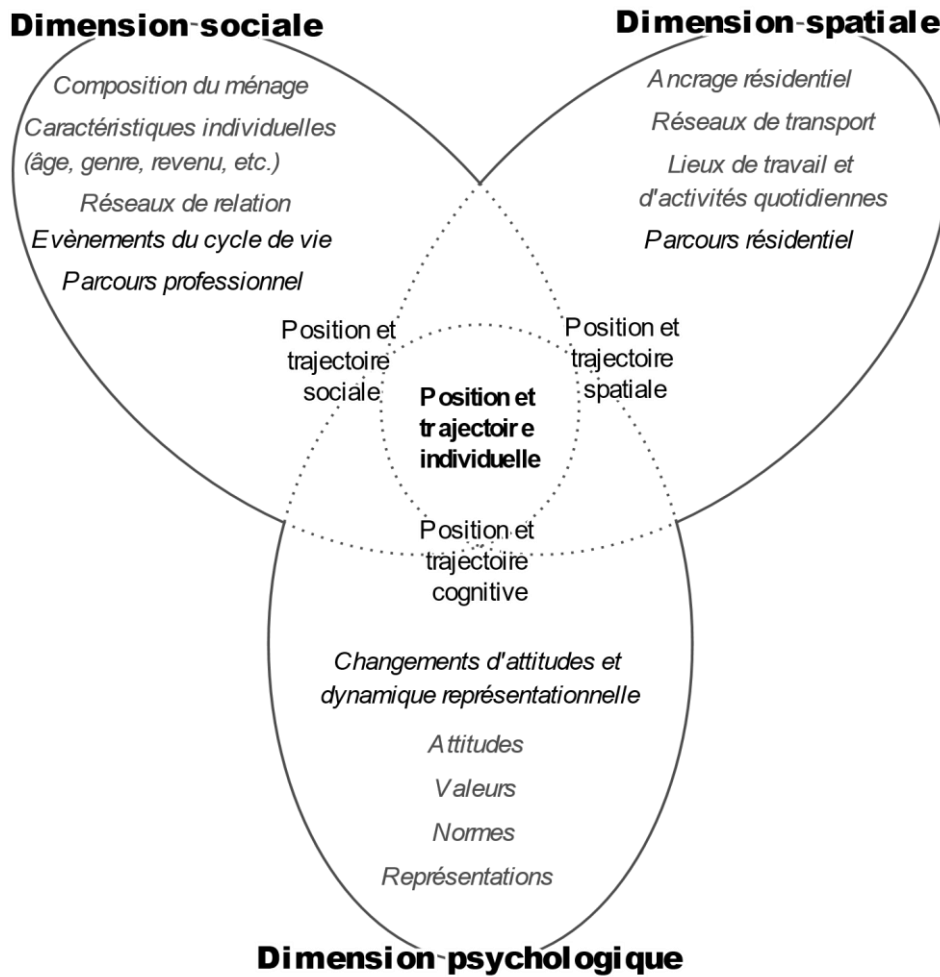 Dimension sociale
Composition du ménage
Caractéristiques individuelles
(âge, genre, revenu, etc.)
Réseaux de relation
Evènements du cycle de vie
Parcours professionnel
Dimension spatiale
Ancrage résidentiel
Réseaux de transport
Lieux de travail et
d'activités quotidiennes
Parcours résidentiel
Position et
trajectoire
sociale
Position et
trajectoire
spatiale
Position et
trajectoire
individuelle
Position et
trajectoire
cognitive
Changements d'attitudes et
dynamique représentationnelle
Attitudes
Valeurs
Normes
Représentations
Dimension psychologique